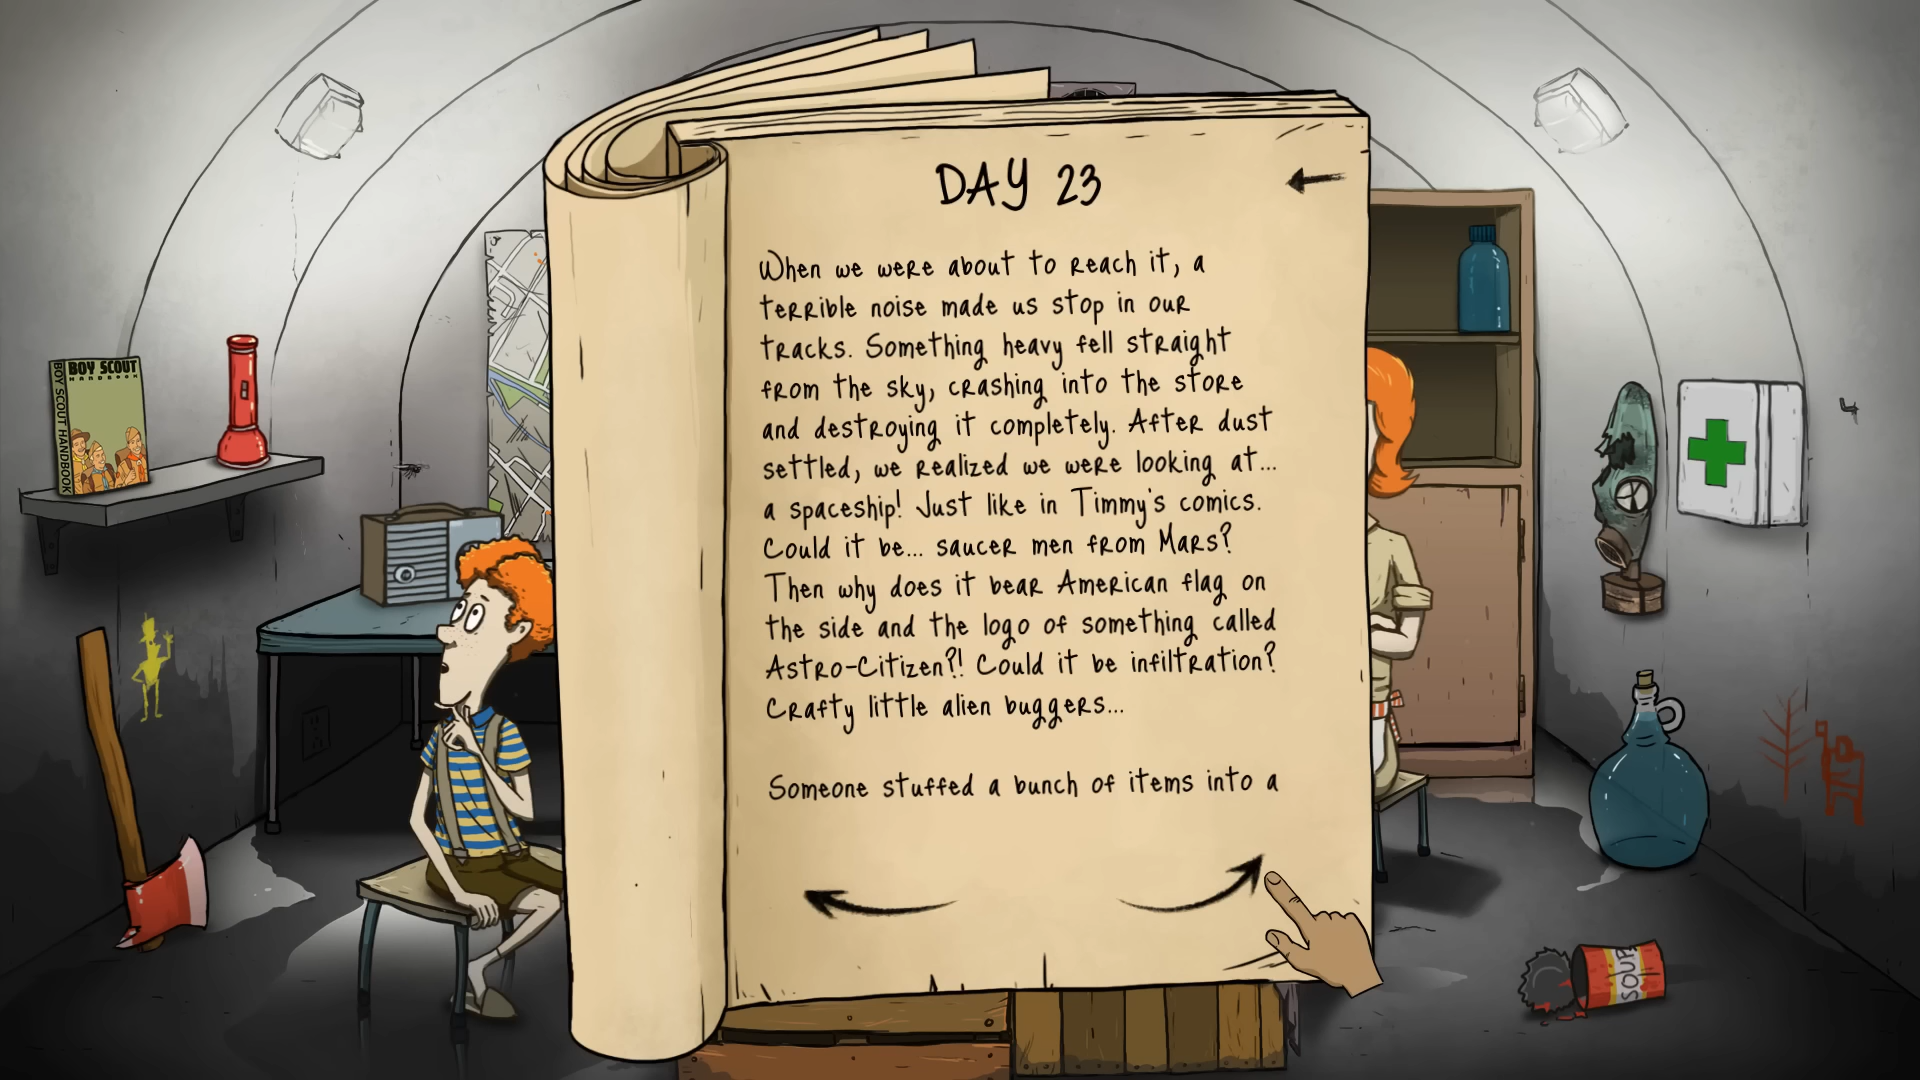 DAY 23
When we were about to reach it, a
terrible noise made us stop in our
tracks. Something heavy fell straight
from the sky, crashing into the store
and destroying it completely. After dust
settled, we realized we were looking at...
a spaceship! Just like in Timmy's comics.
Could it be... saucer men from Mars?
Then why does it bear American flag on
the side and the logo of something called
Astro-Citizen?! Could it be infiltration?
Crafty little alien buggers...
Someone stuffed a bunch of items into a
BOY SCOUT
HANDBOOK
BOY SCOUT HANDBOOK
SOUP